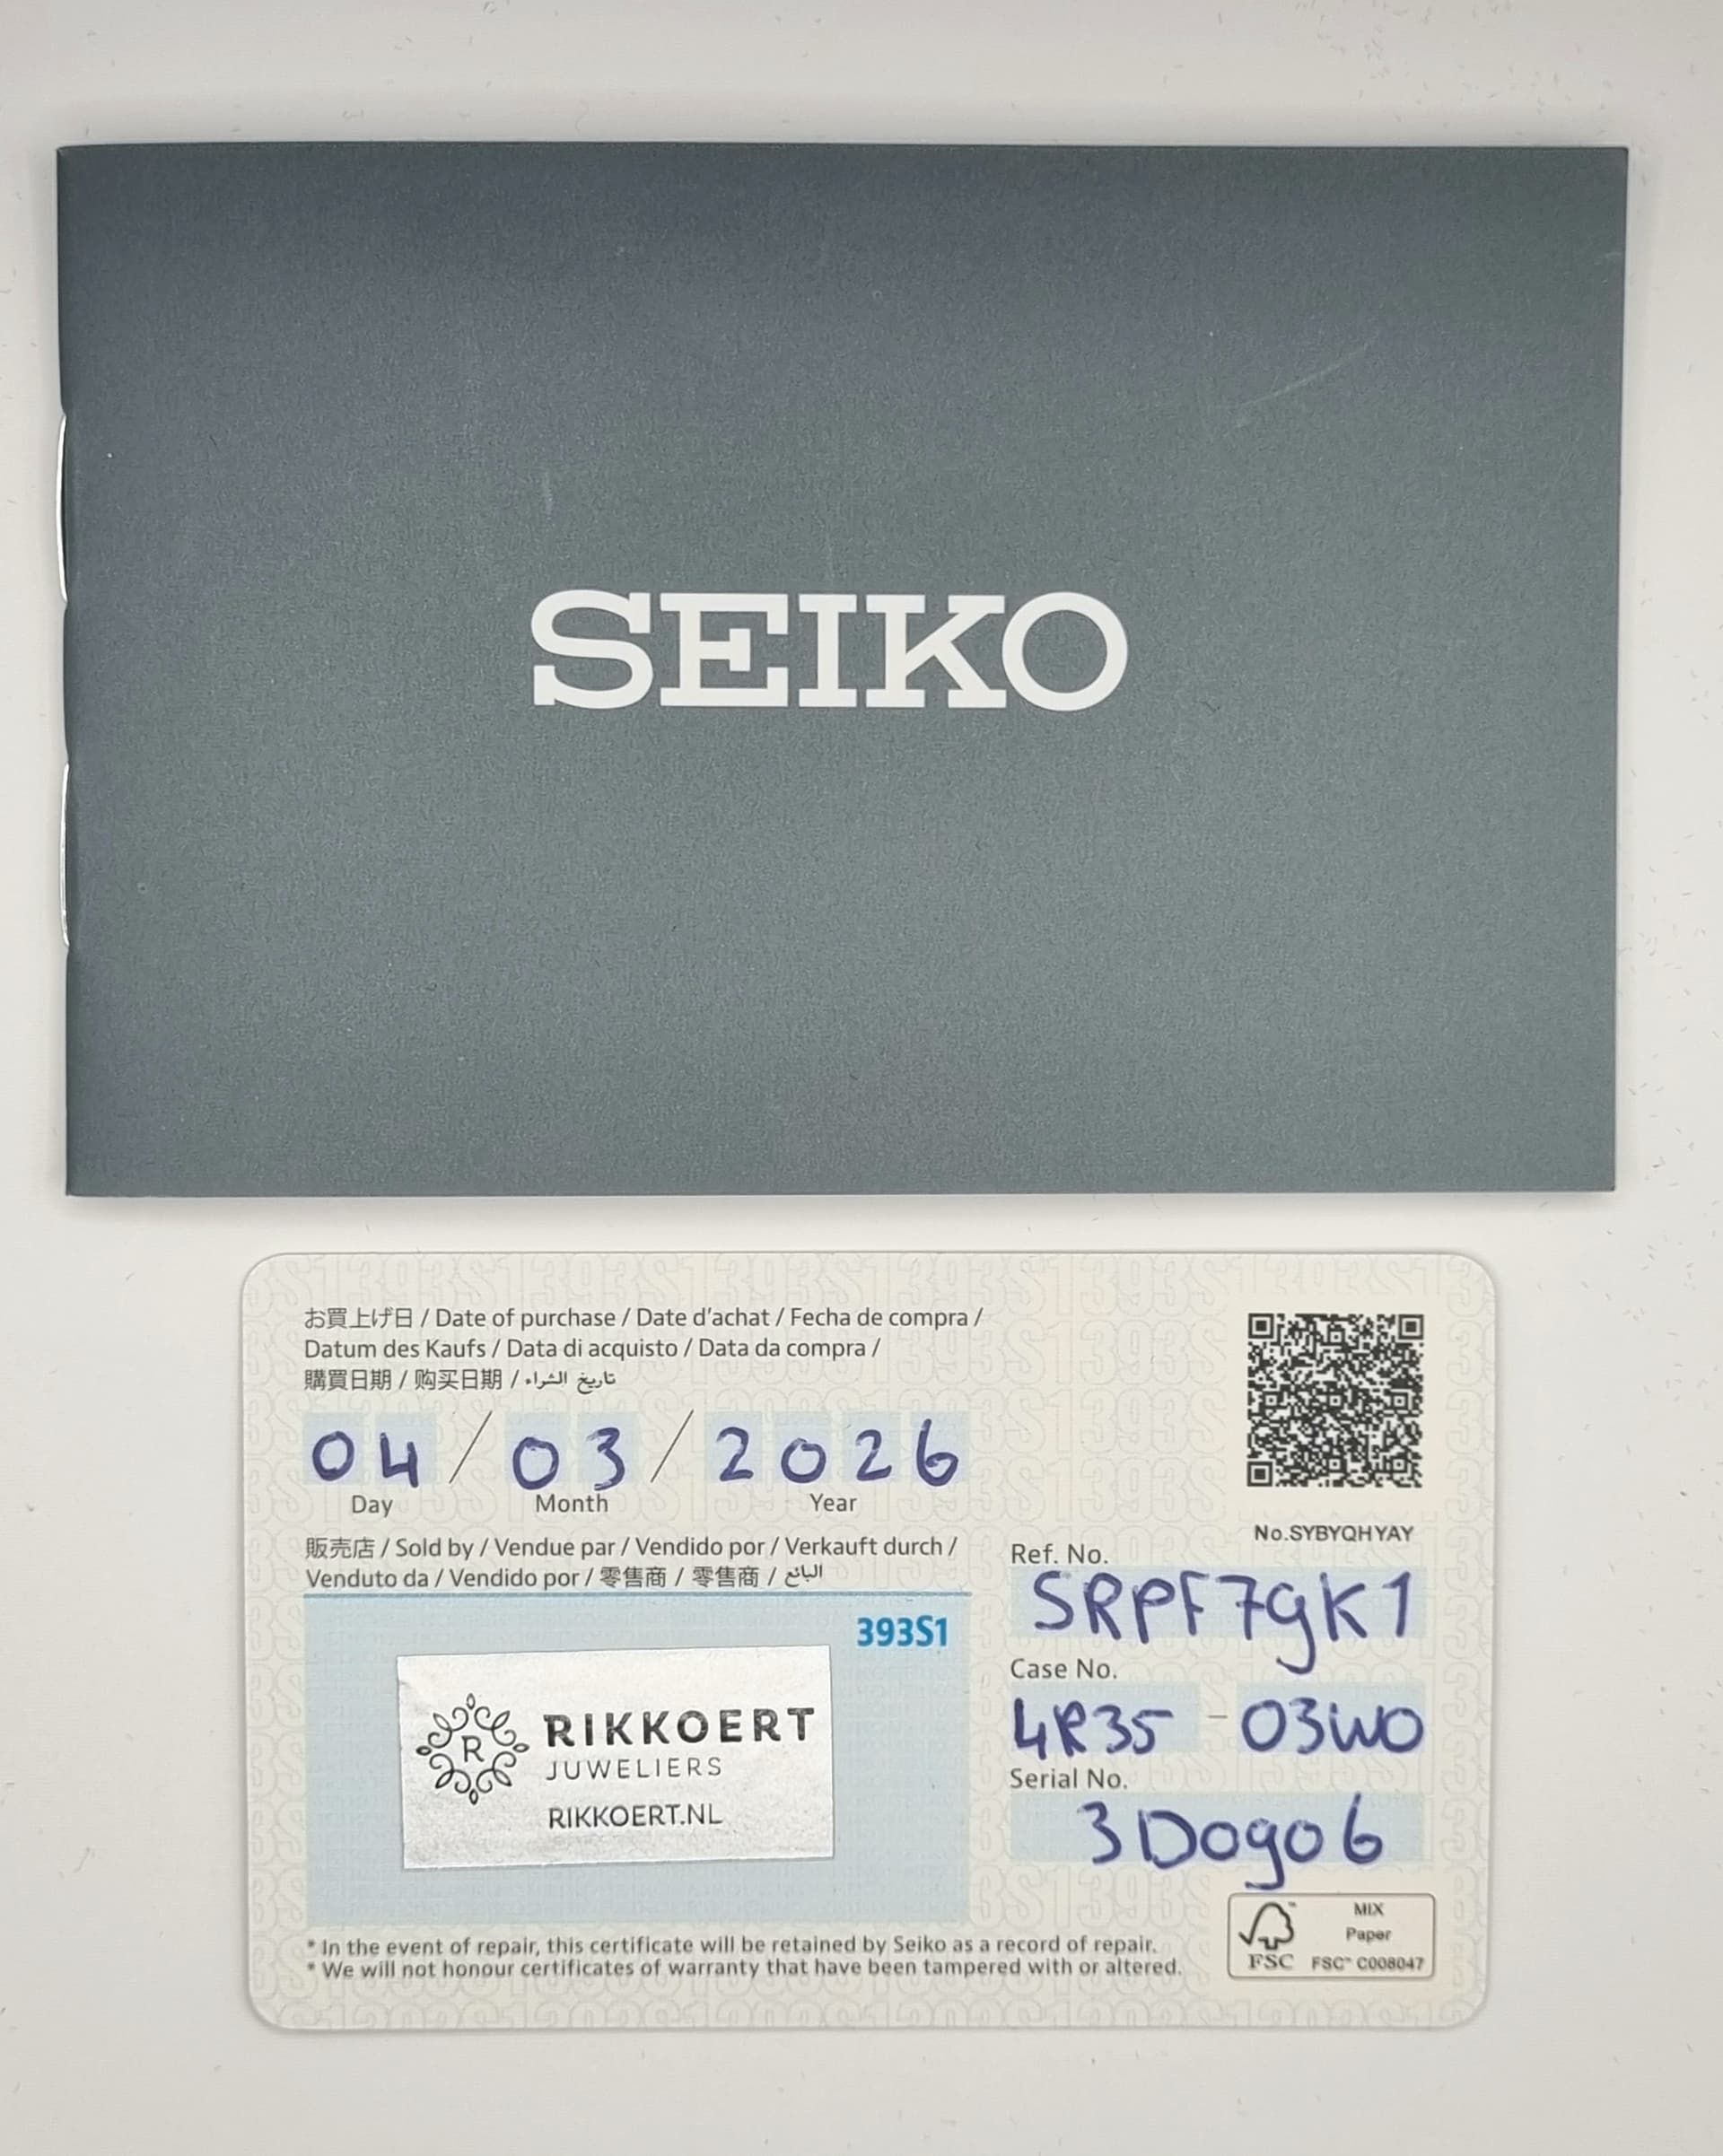 SEIKO
お買上げ日 / Date of purchase / Date d'achat / Fecha de compra /
Datum des Kaufs / Data di acquisto / Data da compra /
購買日期 / 购买日期 / تاريخ الشراء
04 / 03 / 2026
Day Month Year
販売店 / Sold by / Vendue par / Vendido por / Verkauft durch /
Venduto da / Vendido por / 零售商 / 零售商 / البائع
393S1
R
RIKKOERT
JUWELIERS
RIKKOERT.NL
No.SYBYQHYAY
Ref. No.
SRPF79K1
Case No.
4R35 - 03W0
Serial No.
3D0906
* In the event of repair, this certificate will be retained by Seiko as a record of repair.
* We will not honour certificates of warranty that have been tampered with or altered.
FSC™
MIX
Paper
FSC™ C008047